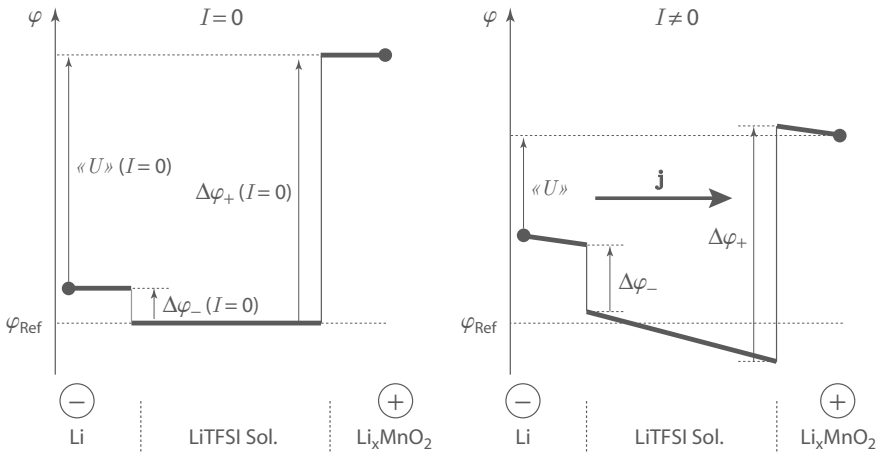 φ
I = 0
«U» (I = 0)
Δφ₊ (I = 0)
Δφ₋ (I = 0)
φRef
−
+
Li
LiTFSI Sol.
LiₓMnO₂
φ
I ≠ 0
«U»
j
Δφ₊
Δφ₋
φRef
−
+
Li
LiTFSI Sol.
LiₓMnO₂